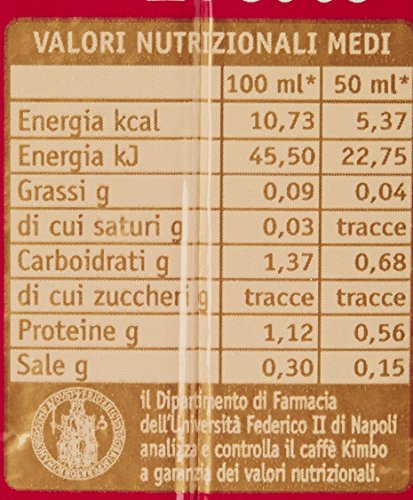 VALORI NUTRIZIONALI MEDI
100 ml* 50 ml*
Energia kcal 10,73 5,37
Energia kJ 45,50 22,75
Grassi g 0,09 0,04
di cui saturi g 0,03 tracce
Carboidrati g 1,37 0,68
di cui zuccheri g tracce tracce
Proteine g 1,12 0,56
Sale g 0,30 0,15
il Dipartimento di Farmacia
dell'Università Federico II di Napoli
analizza e controlla il caffè Kimbo
a garanzia dei valori nutrizionali.